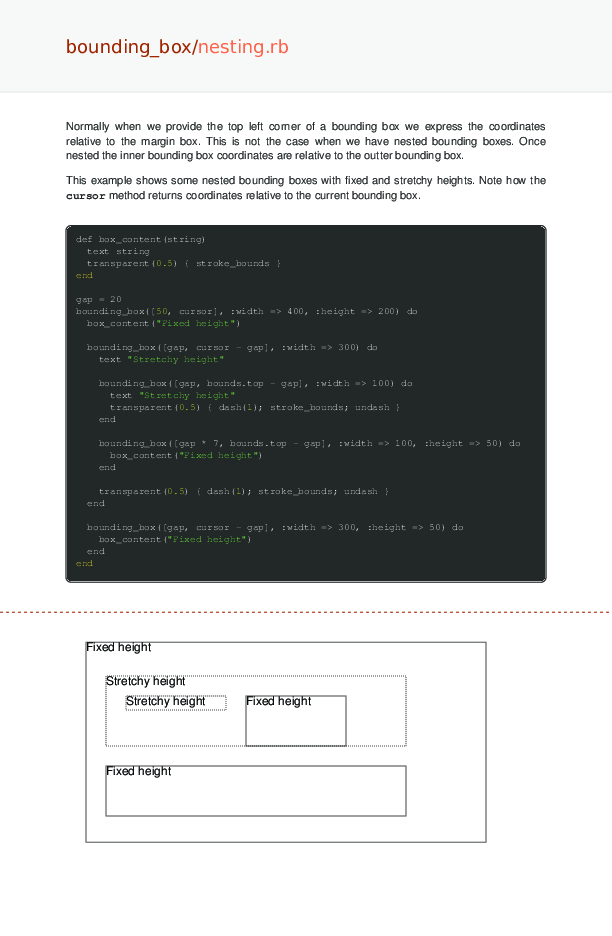 bounding_box/nesting.rb
Normally when we provide the top left corner of a bounding box we express the coordinates
relative to the margin box. This is not the case when we have nested bounding boxes. Once
nested the inner bounding box coordinates are relative to the outter bounding box.
This example shows some nested bounding boxes with fixed and stretchy heights. Note how the
cursor method returns coordinates relative to the current bounding box.
def box_content(string)
  text string
  transparent(0.5) { stroke_bounds }
end
gap = 20
bounding_box([50, cursor], :width => 400, :height => 200) do
  box_content("Fixed height")
  bounding_box([gap, cursor - gap], :width => 300) do
    text "Stretchy height"
    bounding_box([gap, bounds.top - gap], :width => 100) do
      text "Stretchy height"
      transparent(0.5) { dash(1); stroke_bounds; undash }
    end
    bounding_box([gap * 7, bounds.top - gap], :width => 100, :height => 50) do
      box_content("Fixed height")
    end
    transparent(0.5) { dash(1); stroke_bounds; undash }
  end
  bounding_box([gap, cursor - gap], :width => 300, :height => 50) do
    box_content("Fixed height")
  end
end
Fixed height
Stretchy height
Stretchy height Fixed height
Fixed height